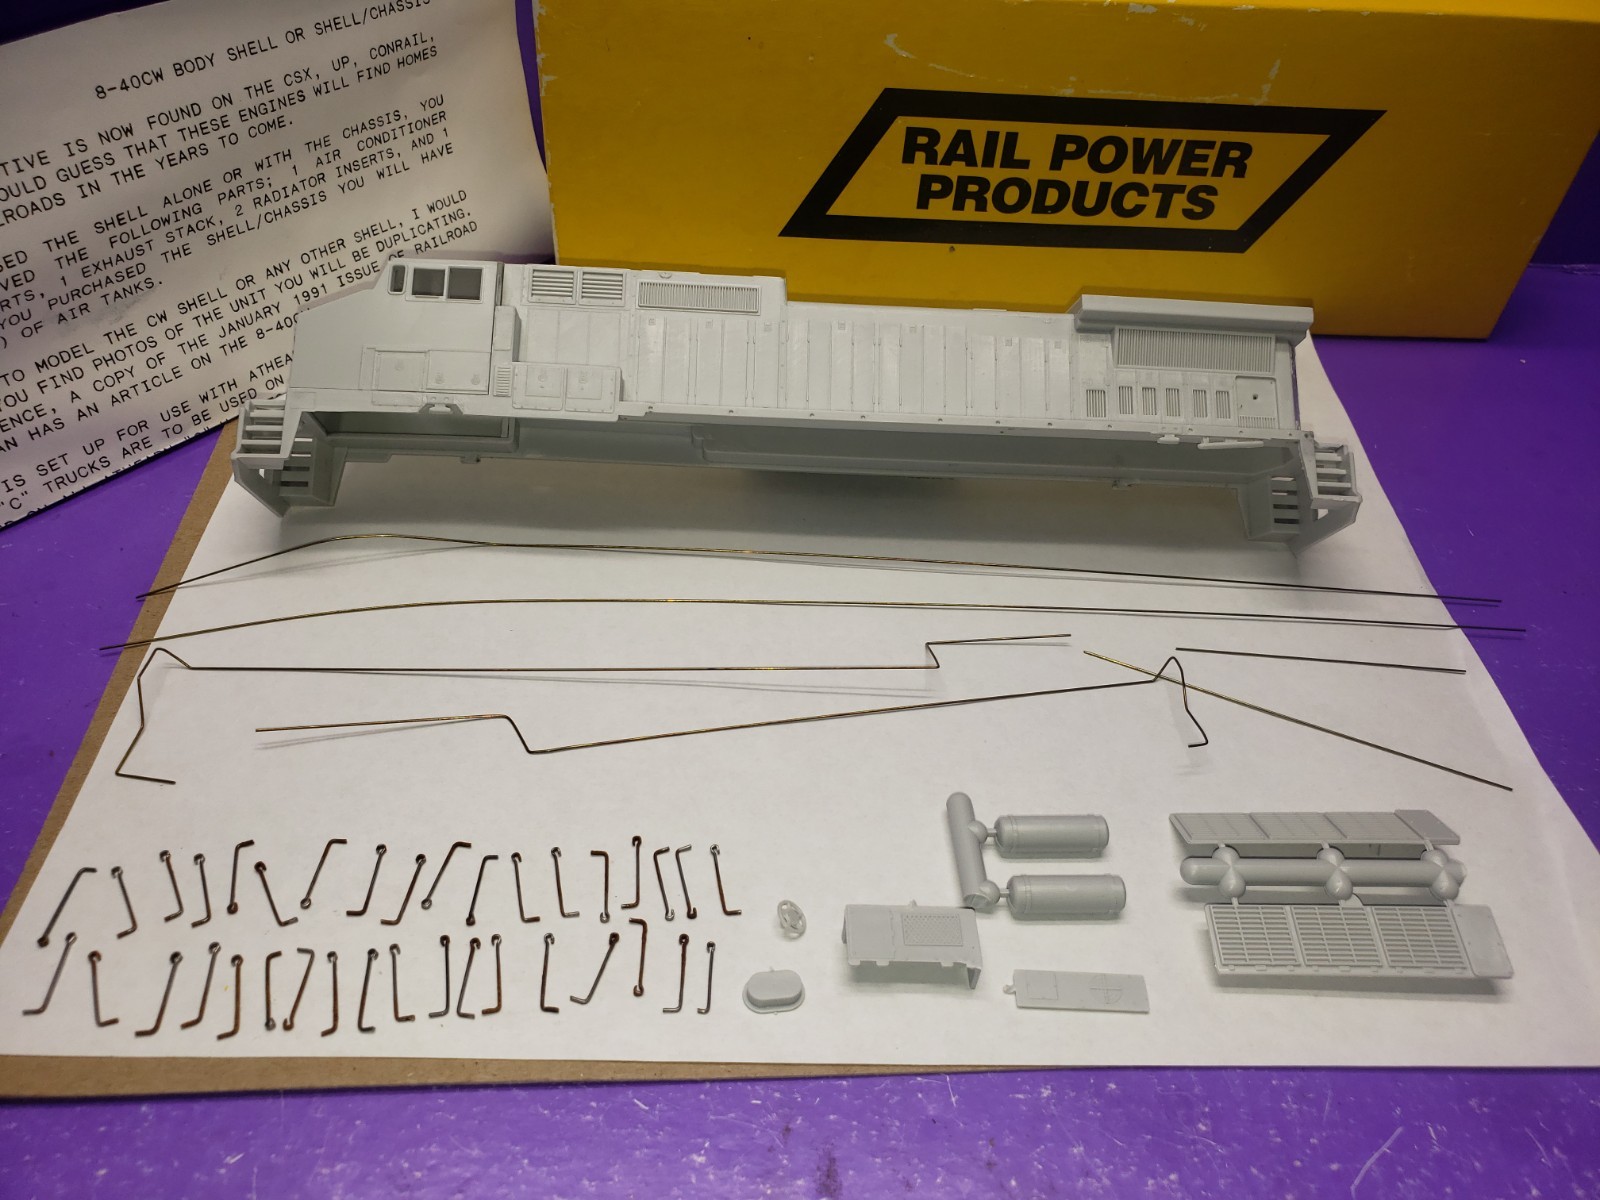 8-40CW BODY SHELL OR SHELL/CHASSIS
TIVE IS NOW FOUND ON THE CSX, UP, CONRAIL,
OULD GUESS THAT THESE ENGINES WILL FIND HOMES
LROADS IN THE YEARS TO COME.
SED THE SHELL ALONE OR WITH THE CHASSIS, YOU
VED THE FOLLOWING PARTS; 1 AIR CONDITIONER
RTS, 1 EXHAUST STACK, 2 RADIATOR INSERTS, AND 1
YOU PURCHASED THE SHELL/CHASSIS YOU WILL HAVE
) OF AIR TANKS.
TO MODEL THE CW SHELL OR ANY OTHER SHELL, I WOULD
YOU FIND PHOTOS OF THE UNIT YOU WILL BE DUPLICATING.
ENCE, A COPY OF THE JANUARY 1991 ISSUE OF RAILROAD
AN HAS AN ARTICLE ON THE 8-40C
IS SET UP FOR USE WITH ATHEA
"C" TRUCKS ARE TO BE USED ON
RAIL POWER
PRODUCTS